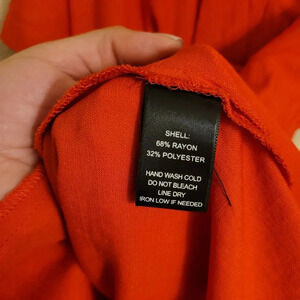 SHELL:
68% RAYON
32% POLYESTER
HAND WASH COLD
DO NOT BLEACH
LINE DRY
IRON LOW IF NEEDED